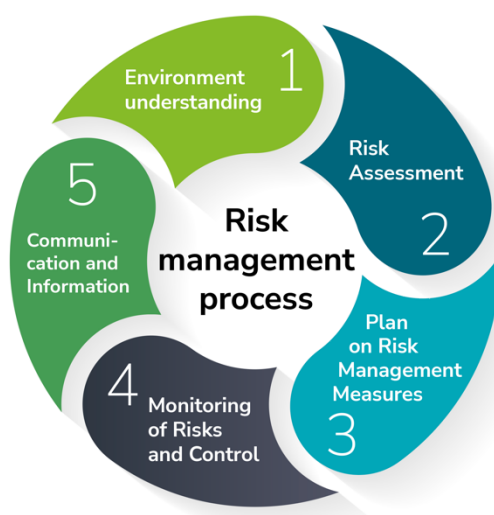 Risk
management
process
1
Environment
understanding
2
Risk
Assessment
3
Plan
on Risk
Management
Measures
4
Monitoring
of Risks
and Control
5
Communi-
cation and
Information